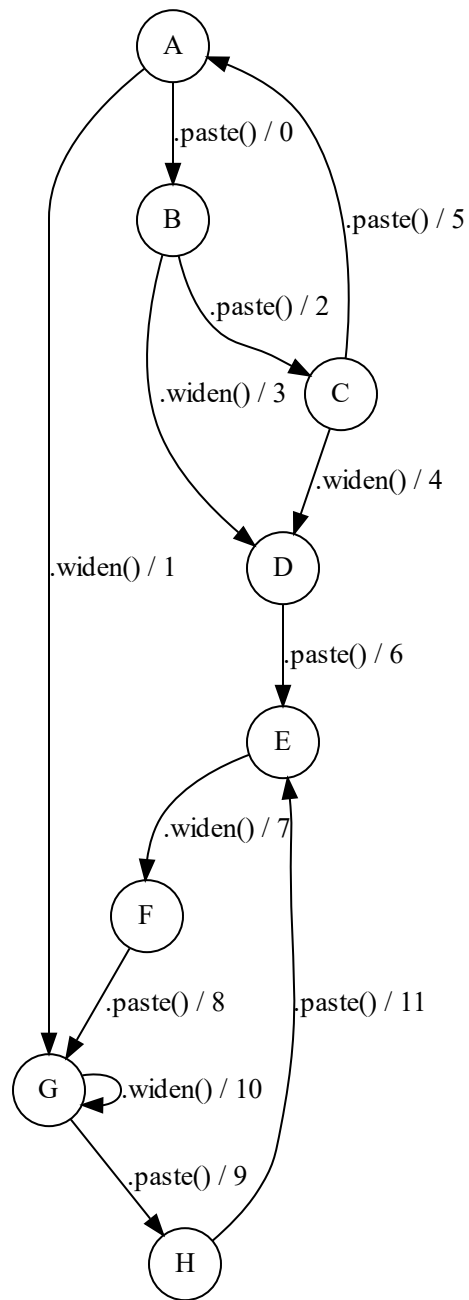 A
.paste() / 0
B
.paste() / 5
.paste() / 2
.widen() / 3
C
.widen() / 4
.widen() / 1
D
.paste() / 6
E
.widen() / 7
F
.paste() / 8
.paste() / 11
G
.widen() / 10
.paste() / 9
H